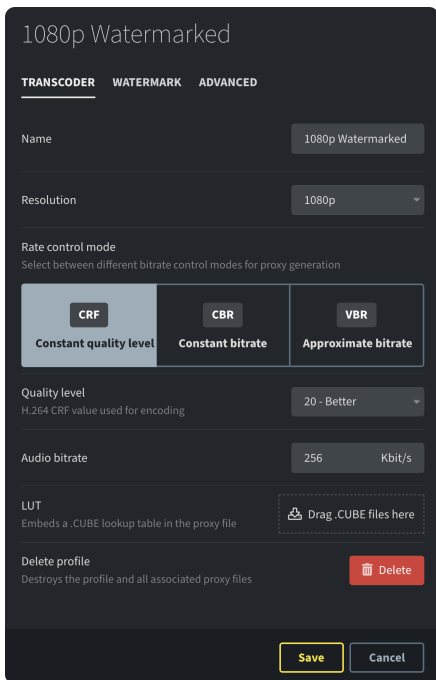 1080p Watermarked
TRANSCODER WATERMARK ADVANCED
Name
1080p Watermarked
Resolution
1080p
Rate control mode
Select between different bitrate control modes for proxy generation
CRF
Constant quality level
CBR
Constant bitrate
VBR
Approximate bitrate
Quality level
H.264 CRF value used for encoding
20 - Better
Audio bitrate
256 Kbit/s
LUT
Embeds a .CUBE lookup table in the proxy file
Drag .CUBE files here
Delete profile
Destroys the profile and all associated proxy files
Delete
Save
Cancel